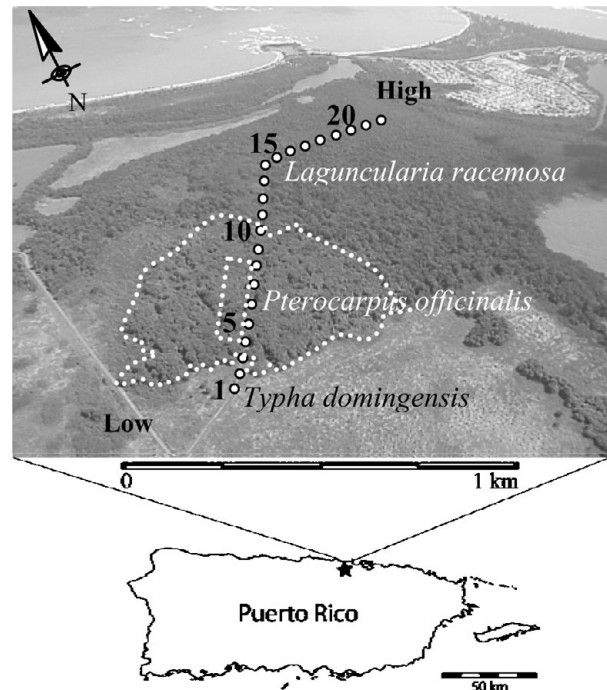 N
High
20
15
Laguncularia racemosa
10
Pterocarpus officinalis
5
1
Typha domingensis
Low
0 1 km
Puerto Rico
50 km